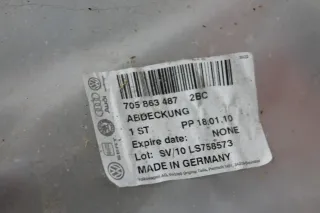 705 863 487 2BC
ABDECKUNG
1 ST PP 18.01.10
Expire date: NONE
Lot: SV/10 LS758573
MADE IN GERMANY